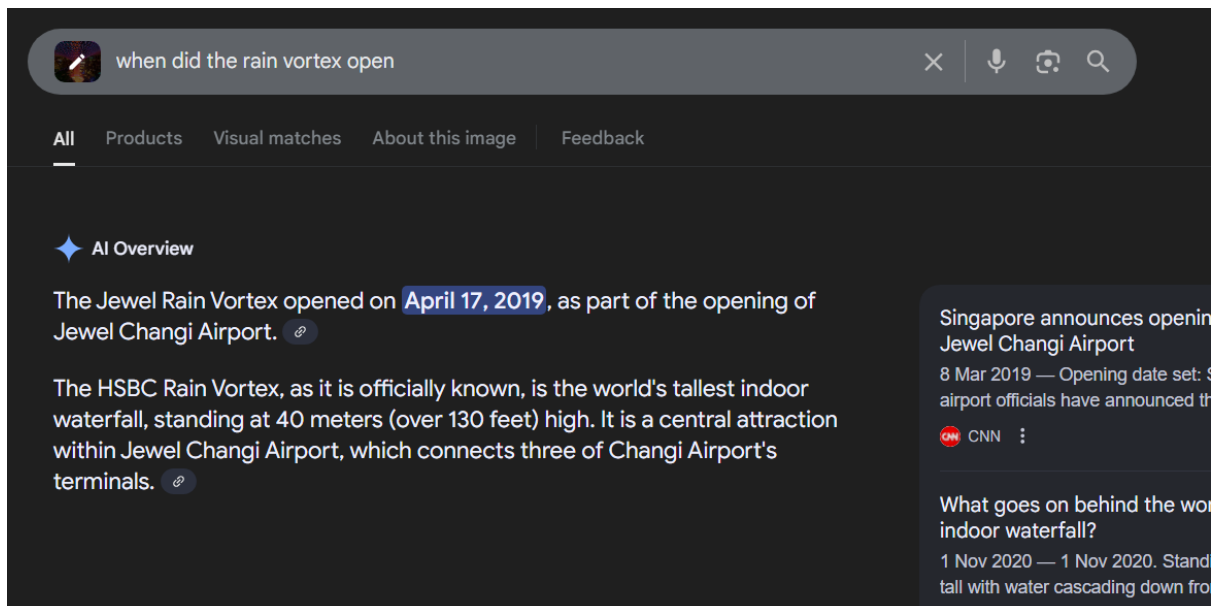 when did the rain vortex open
All Products Visual matches About this image Feedback
AI Overview
The Jewel Rain Vortex opened on April 17, 2019, as part of the opening of
Jewel Changi Airport.
The HSBC Rain Vortex, as it is officially known, is the world's tallest indoor
waterfall, standing at 40 meters (over 130 feet) high. It is a central attraction
within Jewel Changi Airport, which connects three of Changi Airport's
terminals.
Singapore announces openin
Jewel Changi Airport
8 Mar 2019 — Opening date set: S
airport officials have announced th
CNN CNN
What goes on behind the wor
indoor waterfall?
1 Nov 2020 — 1 Nov 2020. Standi
tall with water cascading down fro